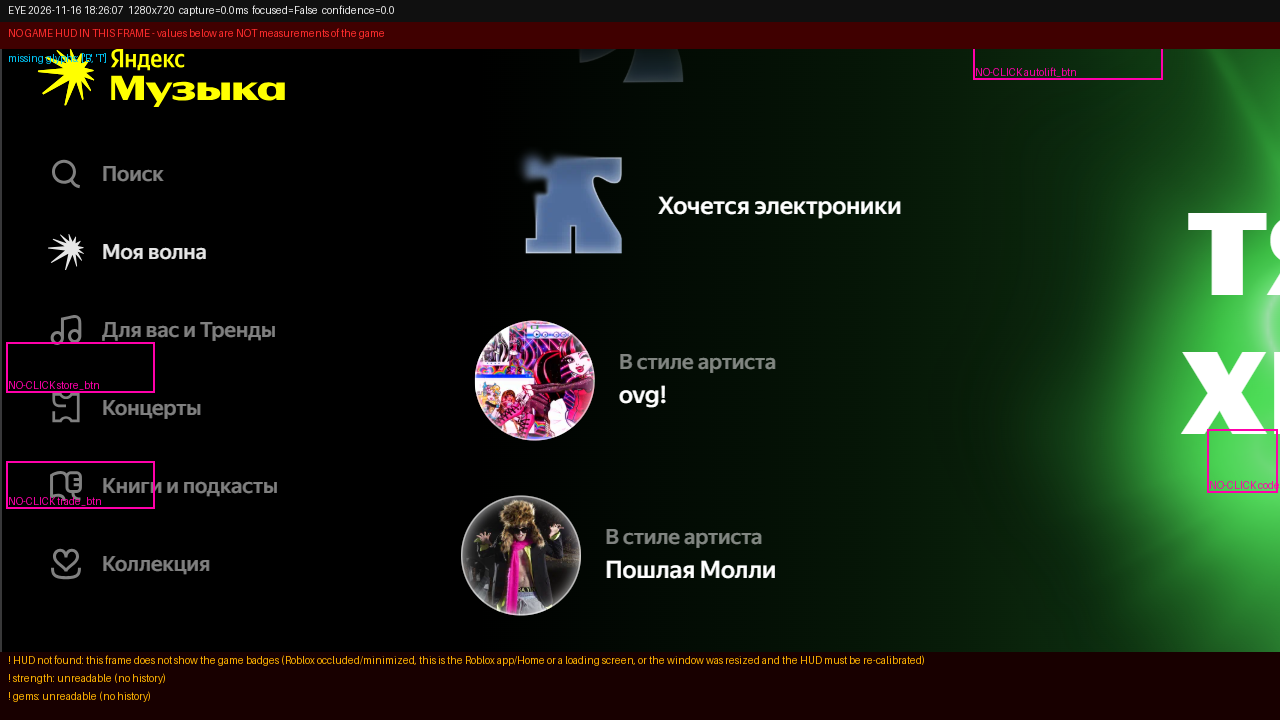 EYE 2026-11-16 18:26:07 1280x720 capture=0.0ms focused=False confidence=0.0
NO GAME HUD IN THIS FRAME - values below are NOT measurements of the game
missing glyphs
Яндекс
Музыка
NO-CLICK autolift_btn
Поиск
Хочется электроники
Моя волна
Для вас и Тренды
В стиле артиста
ovg!
NO-CLICK store_btn
Концерты
Книги и подкасты
NO-CLICK trade_btn
NO-CLICK code
В стиле артиста
Пошлая Молли
Коллекция
! HUD not found: this frame does not show the game badges (Roblox occluded/minimized, this is the Roblox app/Home or a loading screen, or the window was resized and the HUD must be re-calibrated)
! strength: unreadable (no history)
! gems: unreadable (no history)